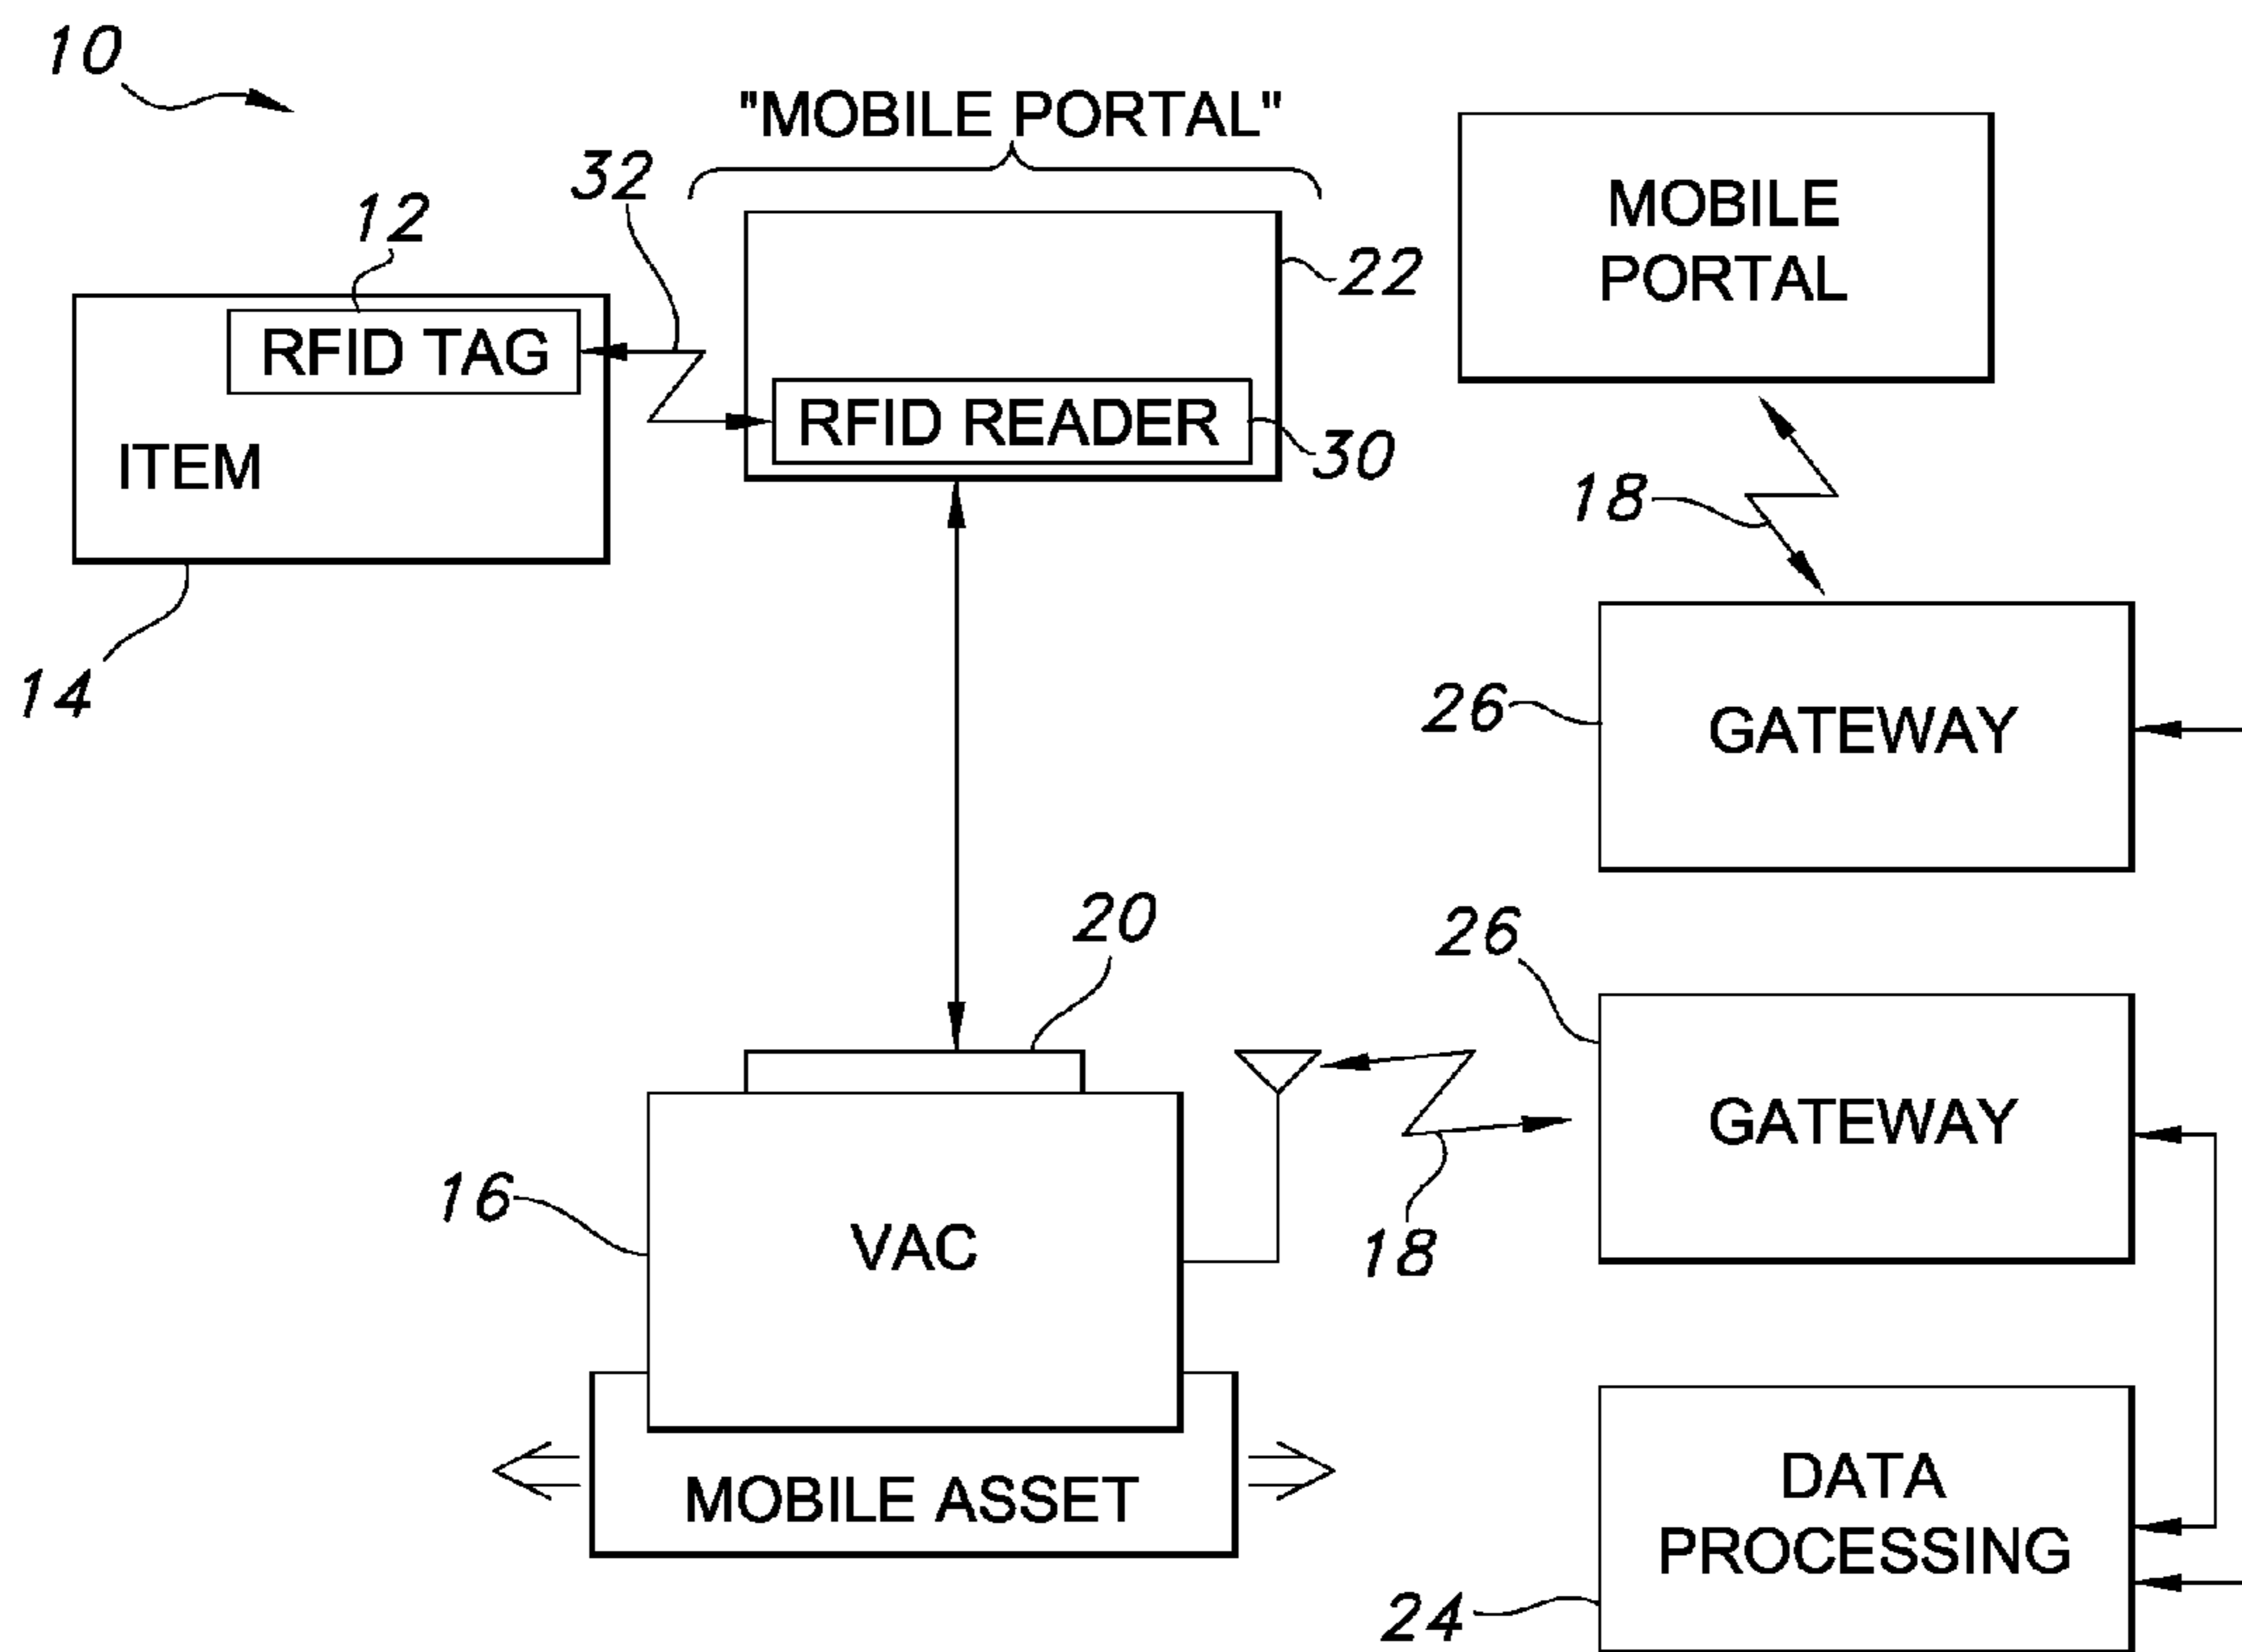 10
"MOBILE PORTAL"
32
12
22
MOBILE
PORTAL
RFID TAG
RFID READER
30
ITEM
18
14
26
GATEWAY
20
26
GATEWAY
16
VAC
18
MOBILE ASSET
DATA
PROCESSING
24